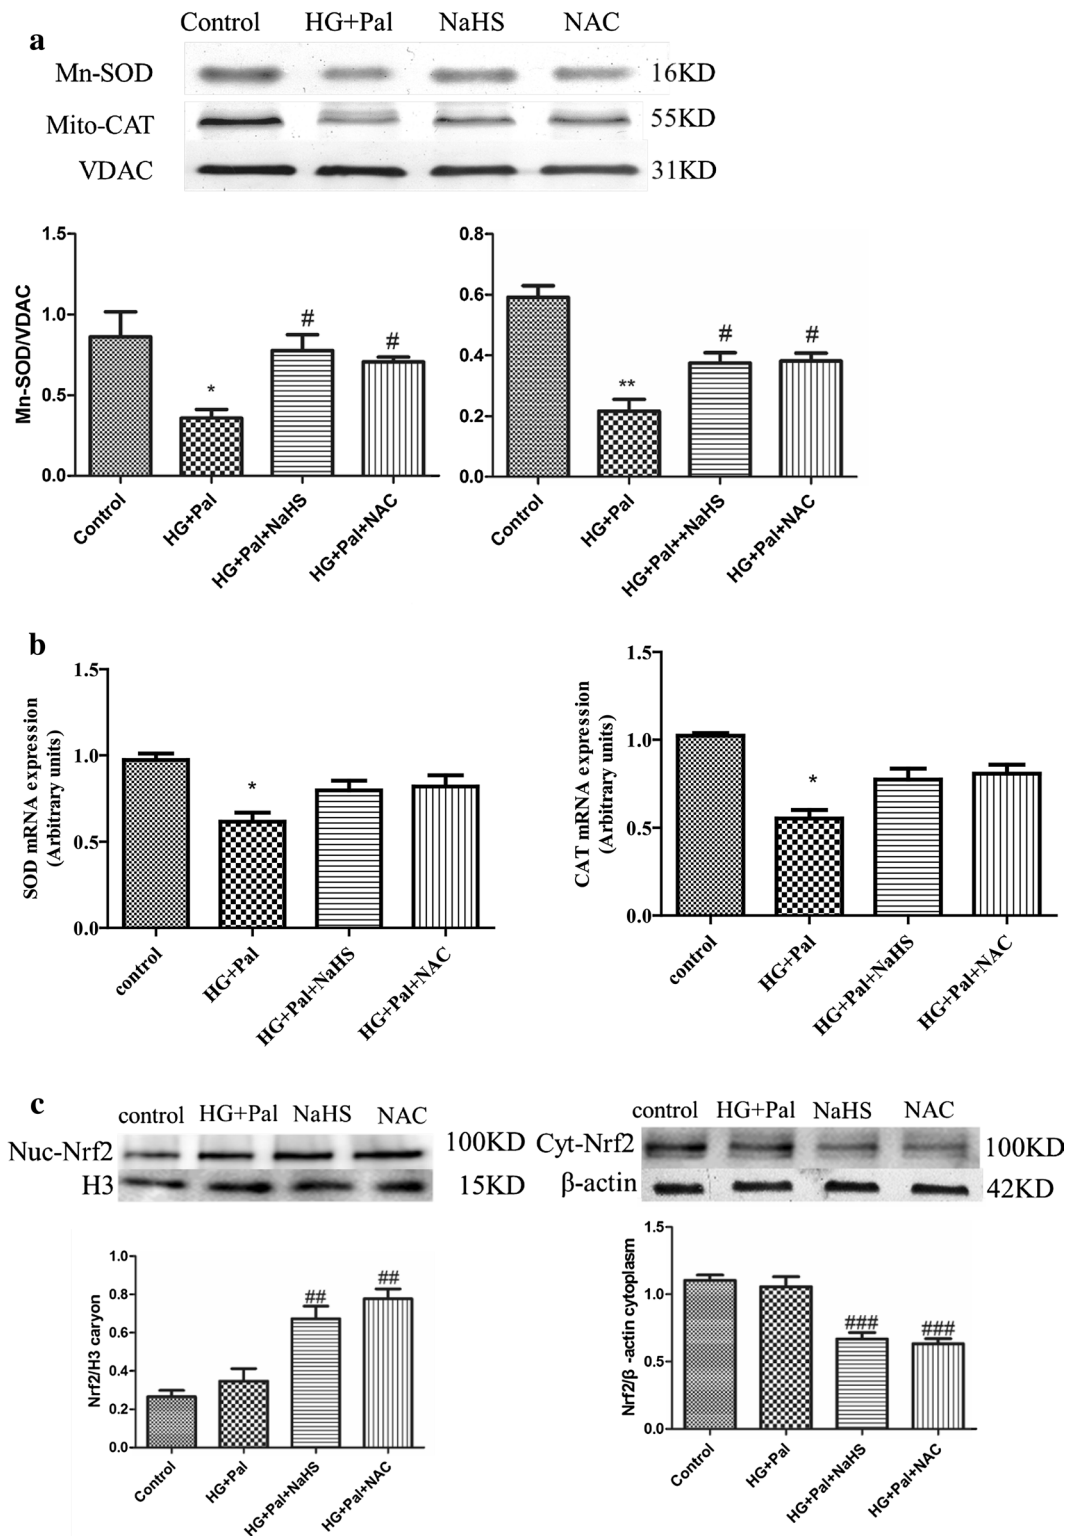 a
Control HG+Pal NaHS NAC
Mn-SOD 16KD
Mito-CAT 55KD
VDAC 31KD
Mn-SOD/VDAC
1.5
1.0
0.5
0.0
#
#
*
Control
HG+Pal
HG+Pal+NaHS
HG+Pal+NAC
0.8
0.6
0.4
0.2
0.0
**
#
#
Control
HG+Pal
HG+Pal++NaHS
HG+Pal+NAC
b
SOD mRNA expression
(Arbitrary units)
1.5
1.0
0.5
0.0
*
control
HG+Pal
HG+Pal+NaHS
HG+Pal+NAC
CAT mRNA expression
(Arbitrary units)
1.5
1.0
0.5
0.0
*
control
HG+Pal
HG+Pal+NaHS
HG+Pal+NAC
c
control HG+Pal NaHS NAC
Nuc-Nrf2 100KD
H3 15KD
Nrf2/H3 caryon
1.0
0.8
0.6
0.4
0.2
0.0
##
##
Control
HG+Pal
HG+Pal+NaHS
HG+Pal+NAC
control HG+Pal NaHS NAC
Cyt-Nrf2 100KD
β-actin 42KD
Nrf2/β -actin cytoplasm
1.5
1.0
0.5
0.0
###
###
Control
HG+Pal
HG+Pal+NaHS
HG+Pal+NAC